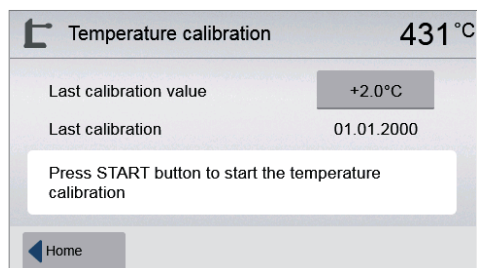 Temperature calibration 431 °C
Last calibration value +2.0°C
Last calibration 01.01.2000
Press START button to start the temperature
calibration
Home